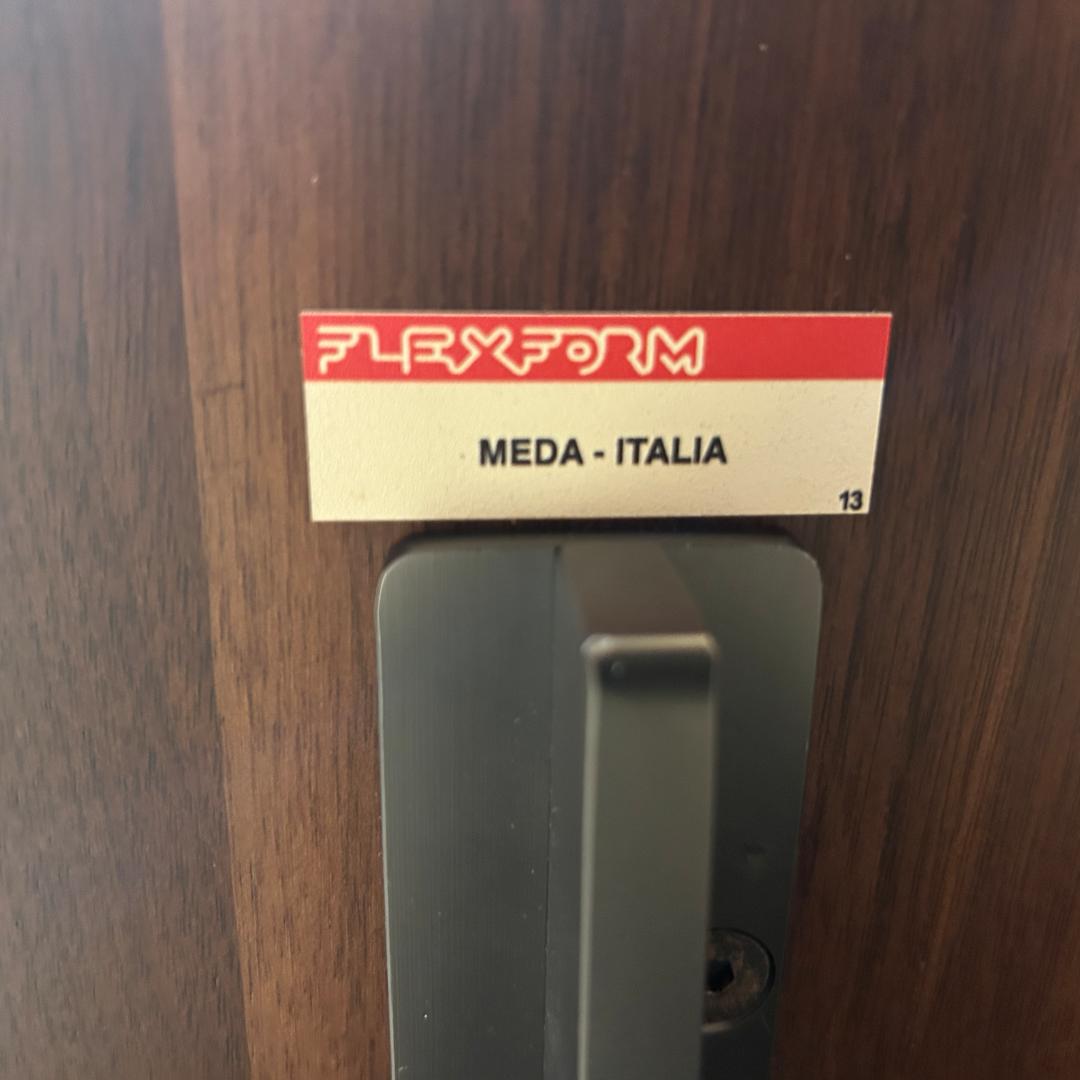 FLEXFORM
MEDA - ITALIA
13